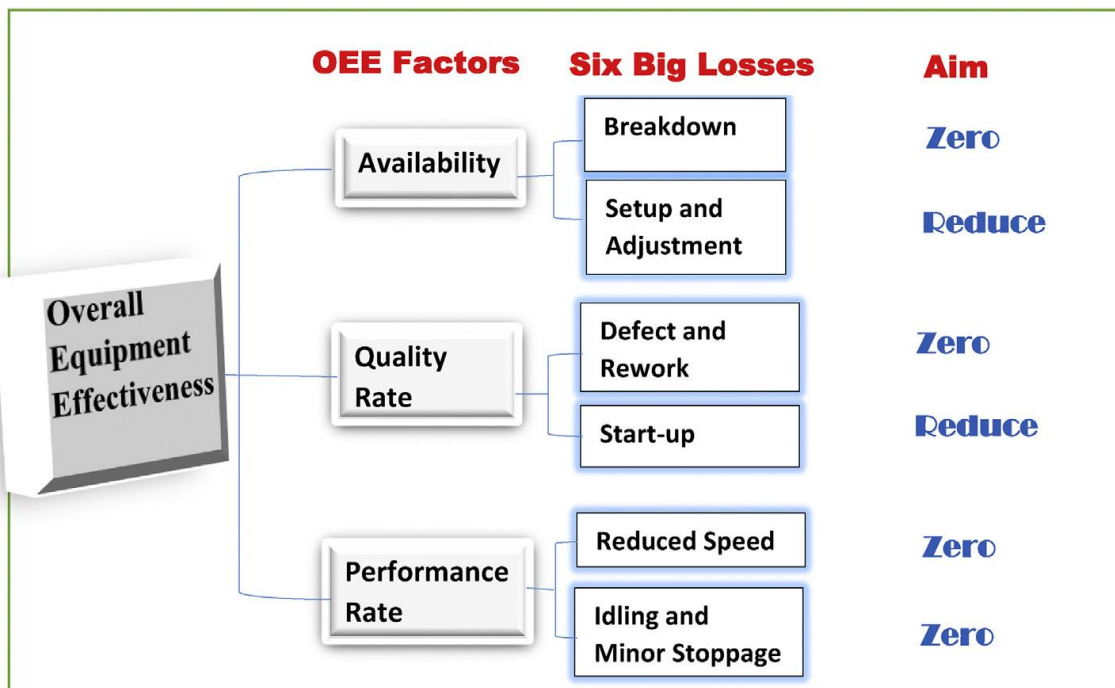 OEE Factors
Six Big Losses
Aim
Overall
Equipment
Effectiveness
Availability
Breakdown
Zero
Setup and
Adjustment
Reduce
Quality
Rate
Defect and
Rework
Zero
Start-up
Reduce
Performance
Rate
Reduced Speed
Zero
Idling and
Minor Stoppage
Zero